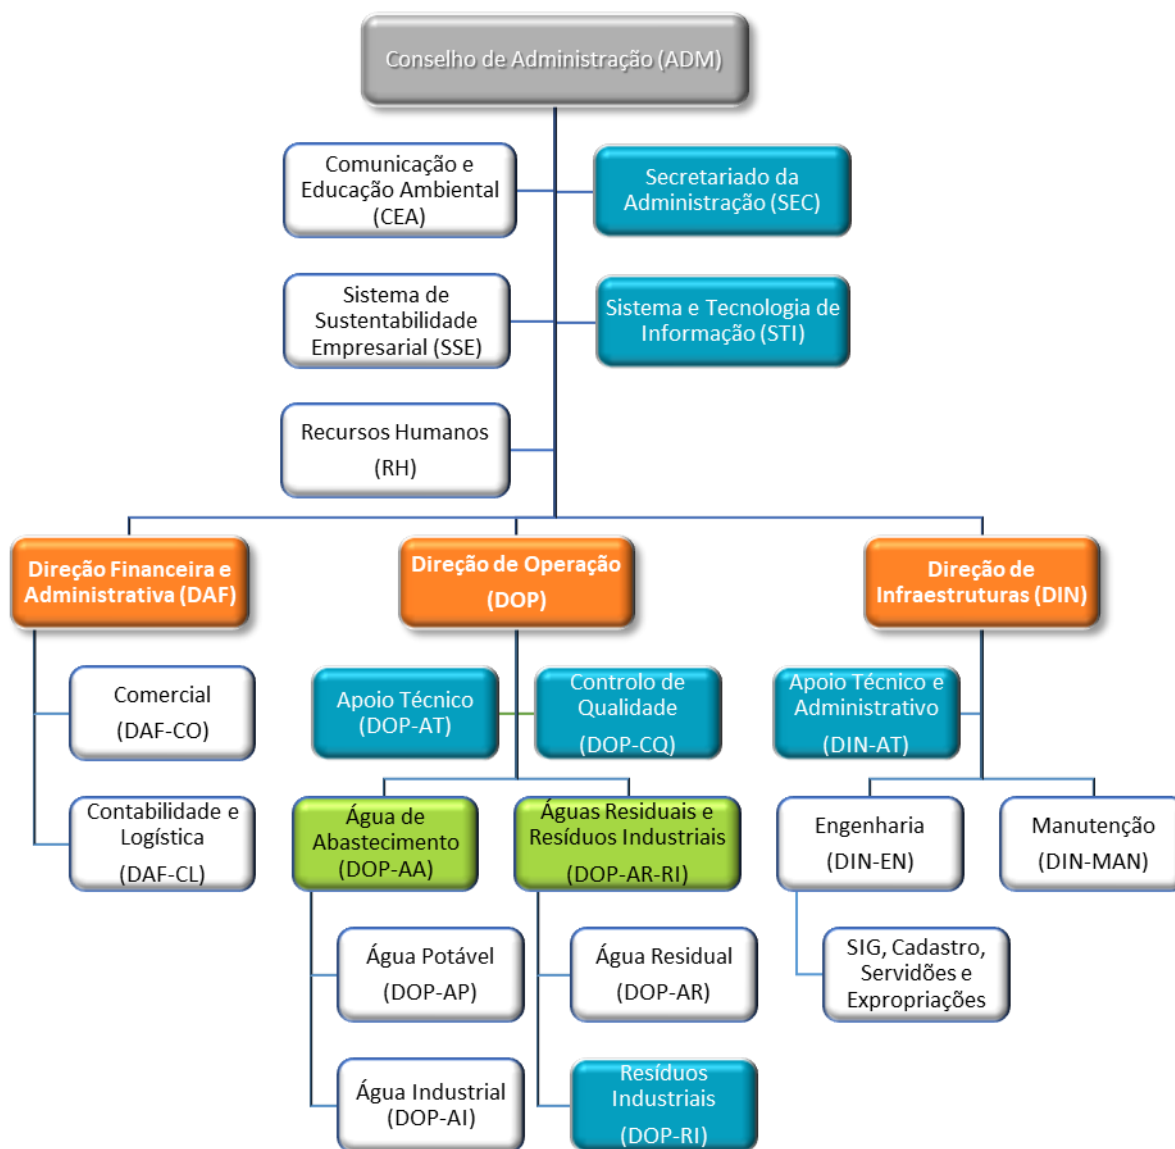 Conselho de Administração (ADM)
Comunicação e
Educação Ambiental
(CEA)
Secretariado da
Administração (SEC)
Sistema de
Sustentabilidade
Empresarial (SSE)
Sistema e Tecnologia de
Informação (STI)
Recursos Humanos
(RH)
Direção Financeira e
Administrativa (DAF)
Direção de Operação
(DOP)
Direção de
Infraestruturas (DIN)
Comercial
(DAF-CO)
Apoio Técnico
(DOP-AT)
Controlo de
Qualidade
(DOP-CQ)
Apoio Técnico e
Administrativo
(DIN-AT)
Contabilidade e
Logística
(DAF-CL)
Água de
Abastecimento
(DOP-AA)
Águas Residuais e
Resíduos Industriais
(DOP-AR-RI)
Engenharia
(DIN-EN)
Manutenção
(DIN-MAN)
Água Potável
(DOP-AP)
Água Residual
(DOP-AR)
SIG, Cadastro,
Servidões e
Expropriações
Água Industrial
(DOP-AI)
Resíduos
Industriais
(DOP-RI)